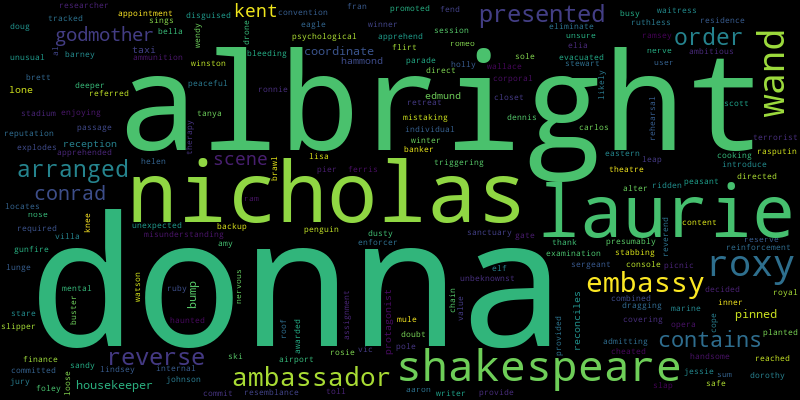 researcher
appointment sings disguised kent convention fran promoted fend busy waitress
doug tracked bella eagle winner presented ruthless residence
godmother wendy drone psychological apprehend session eliminate unsure order ramsey ambitious wand
unusual al barney taxi winston bleeding coordinate flirt romeo sole elia evacuated nerve
brett ammunition hammond parade direct holly wallace stewart user
lone deeper referred peaceful ronnie closet edmund corporal likely scott
stadium enjoying albright retreat
reputation passage tanya mistaking individual dennis carlos rehearsal terrorist
explodes reception therapy winter theatre cooking rasputin
apprehended helen scene lisa banker triggering eastern leap introduce
arranged brawl pier ferris alter ridden peasant directed
conrad nicholas laurie
locates nose knee ram content
required unexpected backup penguin dusty sanctuary gate thank presumably reverend reserve
villa misunderstanding enforcer examination stabbing reinforcement
gunfire amy unbeknownst sergeant console picnic roxy
lunge donna elf embassy decided
mental watson ruby bump nervous chain value combined inner royal
buster haunted assignment protagonist dragging marine pinned
stare slipper roof awarded mule provided reconciles covering opera cope planted
doubt admitting contains
finance reverse rosie vic pole cheated handsome reached
committed sandy lindsey internal ski airport shakespeare jessie sum dorothy
jury loose housekeeper johnson ambassador slap safe
foley commit resemblance toll aaron writer provide